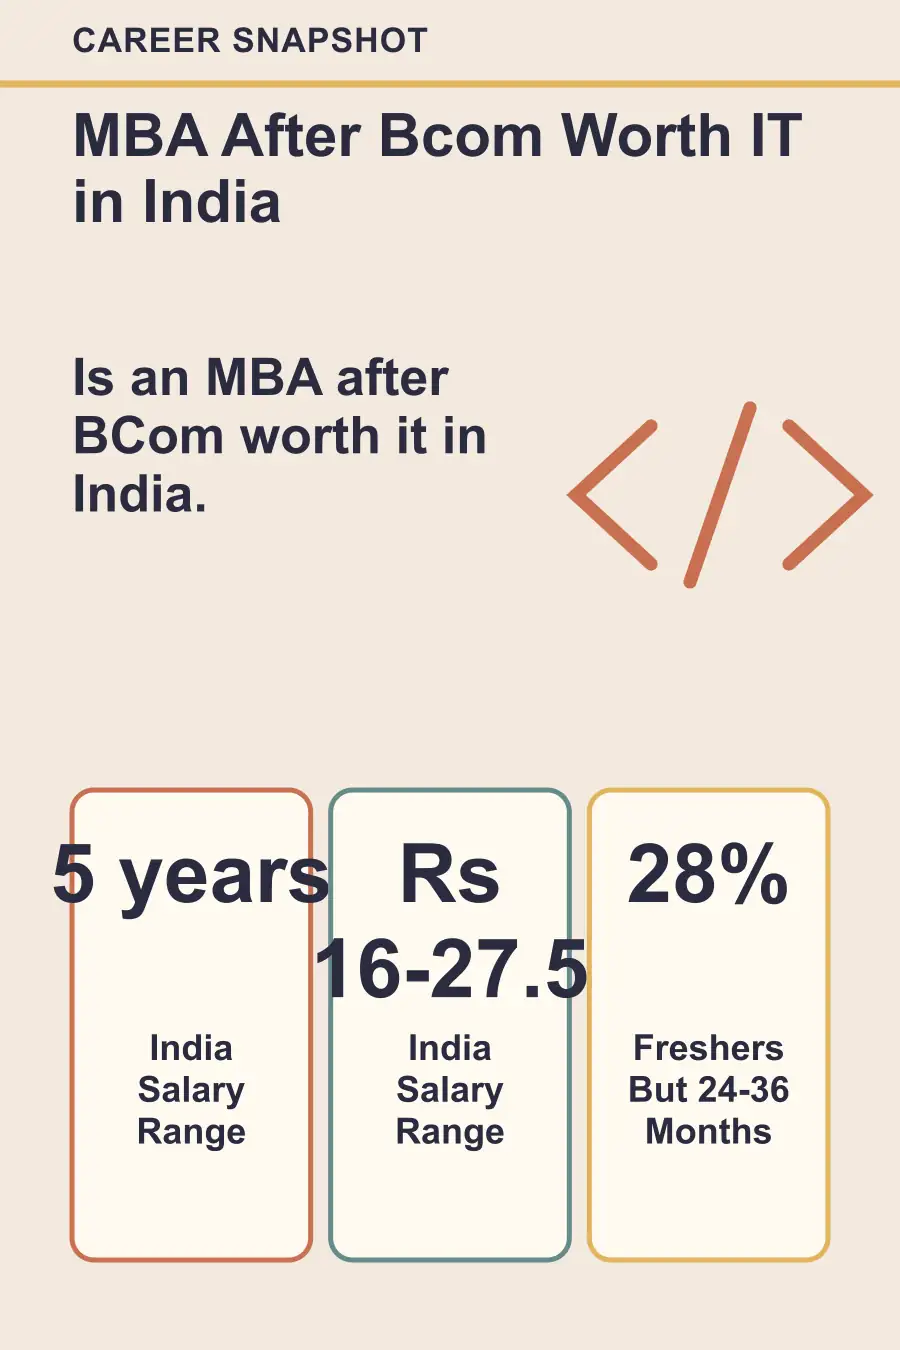 CAREER SNAPSHOT
MBA After Bcom Worth IT
in India
Is an MBA after
BCom worth it in
India.
5 years
India
Salary
Range
Rs
16-27.5
India
Salary
Range
28%
Freshers
But 24-36
Months